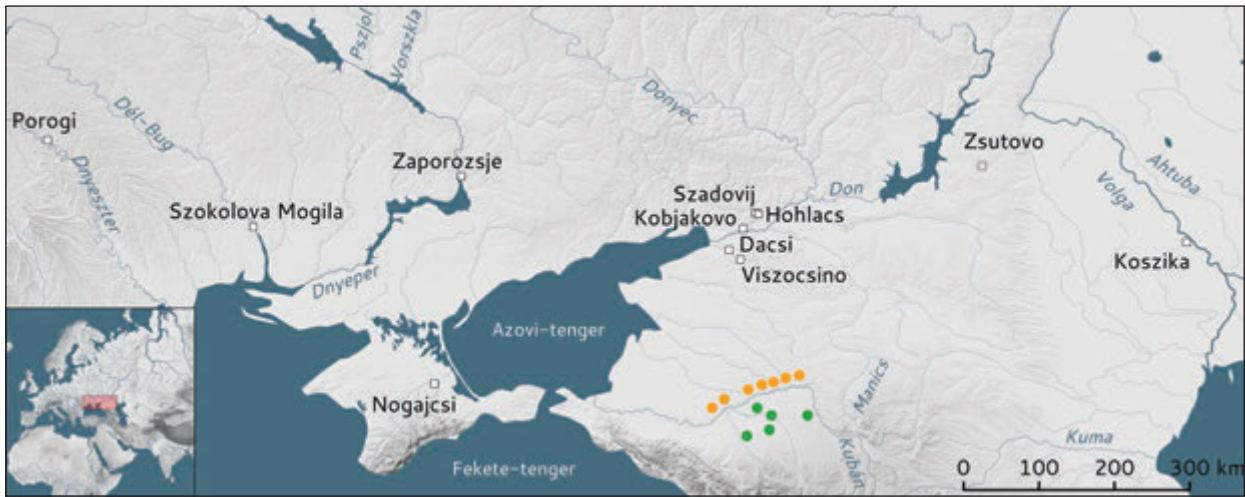 Pszjol
Vorszkla
Dél-Bug
Donyec
Porogi
Dnyeszter
Zaporozsje
Zsutovo
Ahtuba
Volga
Don
Szadovij
Szokolova Mogila
Kobjakovo
Hohlacs
Dacsi
Koszika
Viszocsino
Dnyeper
Azovi-tenger
Manics
Nogajcsi
Kubán
Kuma
Fekete-tenger
0 100 200 300 km